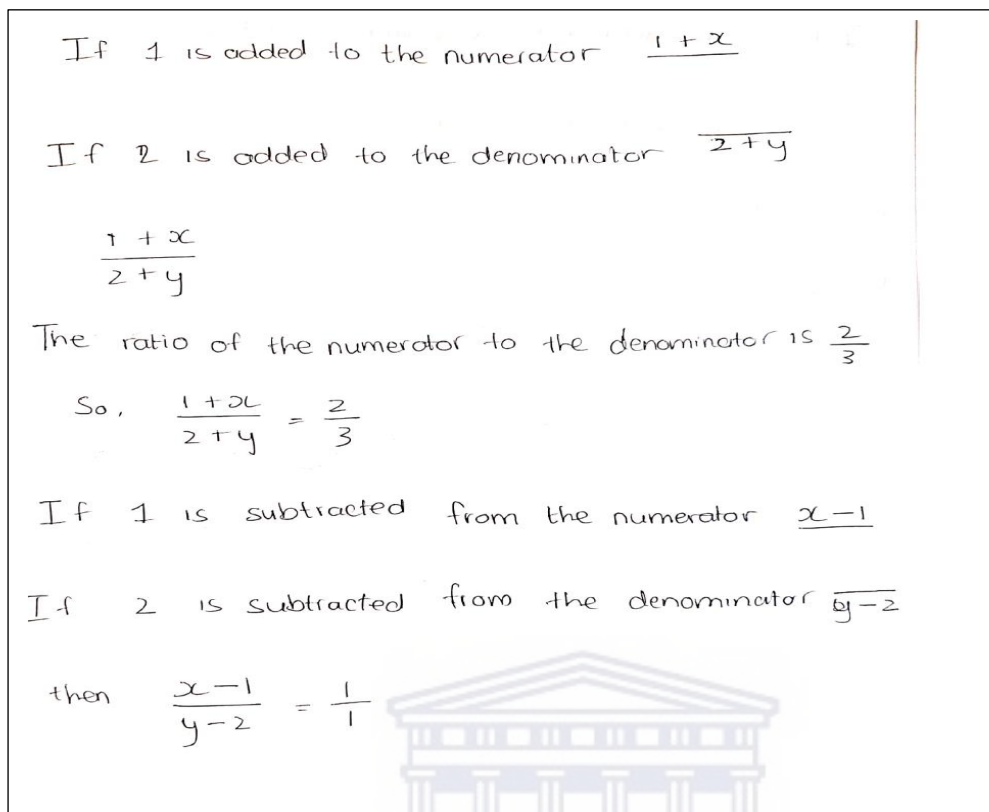 If 1 is added to the numerator 1 + x
If 2 is added to the denominator 2 + y
1 + x
2 + y
The ratio of the numerator to the denominator is 2/3
So, 1 + x / 2 + y = 2/3
If 1 is subtracted from the numerator x - 1
If 2 is subtracted from the denominator y - 2
then x - 1 / y - 2 = 1/1